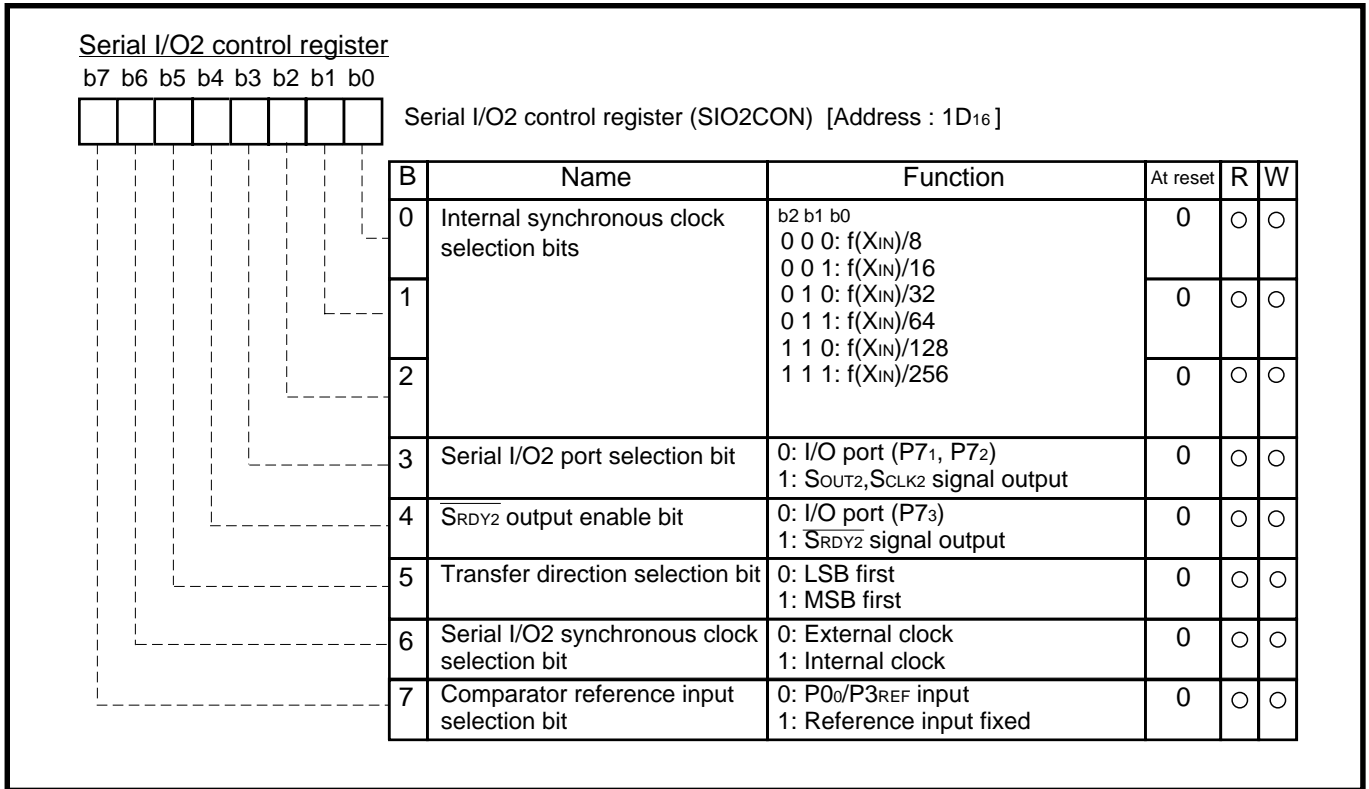 Serial I/O2 control register
b7 b6 b5 b4 b3 b2 b1 b0
Serial I/O2 control register (SIO2CON) [Address : 1D16]
B Name Function At reset R W
0 Internal synchronous clock selection bits 0 ○ ○
b2 b1 b0
0 0 0: f(XIN)/8
0 0 1: f(XIN)/16
0 1 0: f(XIN)/32
0 1 1: f(XIN)/64
1 1 0: f(XIN)/128
1 1 1: f(XIN)/256
1 0 ○ ○
2 0 ○ ○
3 Serial I/O2 port selection bit 0: I/O port (P71, P72) 0 ○ ○
1: SOUT2,SCLK2 signal output
4 S̅R̅D̅Y̅2̅ output enable bit 0: I/O port (P73) 0 ○ ○
1: S̅R̅D̅Y̅2̅ signal output
5 Transfer direction selection bit 0: LSB first 0 ○ ○
1: MSB first
6 Serial I/O2 synchronous clock 0: External clock 0 ○ ○
selection bit 1: Internal clock
7 Comparator reference input 0: P00/P3REF input 0 ○ ○
selection bit 1: Reference input fixed